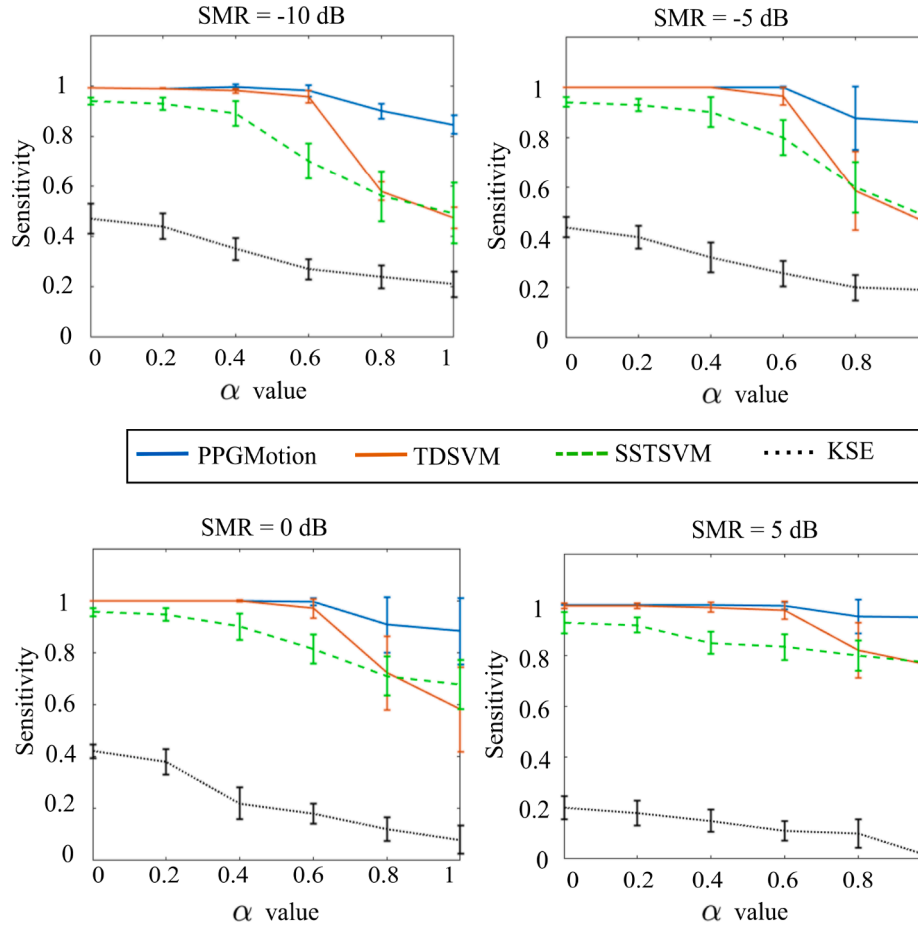 SMR = -10 dB
Sensitivity
1
0.8
0.6
0.4
0.2
0
0 0.2 0.4 0.6 0.8 1
α value
SMR = -5 dB
Sensitivity
1
0.8
0.6
0.4
0.2
0
0 0.2 0.4 0.6 0.8
α value
PPGMotion TDSVM SSTSVM KSE
SMR = 0 dB
Sensitivity
1
0.8
0.6
0.4
0.2
0
0 0.2 0.4 0.6 0.8 1
α value
SMR = 5 dB
Sensitivity
1
0.8
0.6
0.4
0.2
0
0 0.2 0.4 0.6 0.8
α value